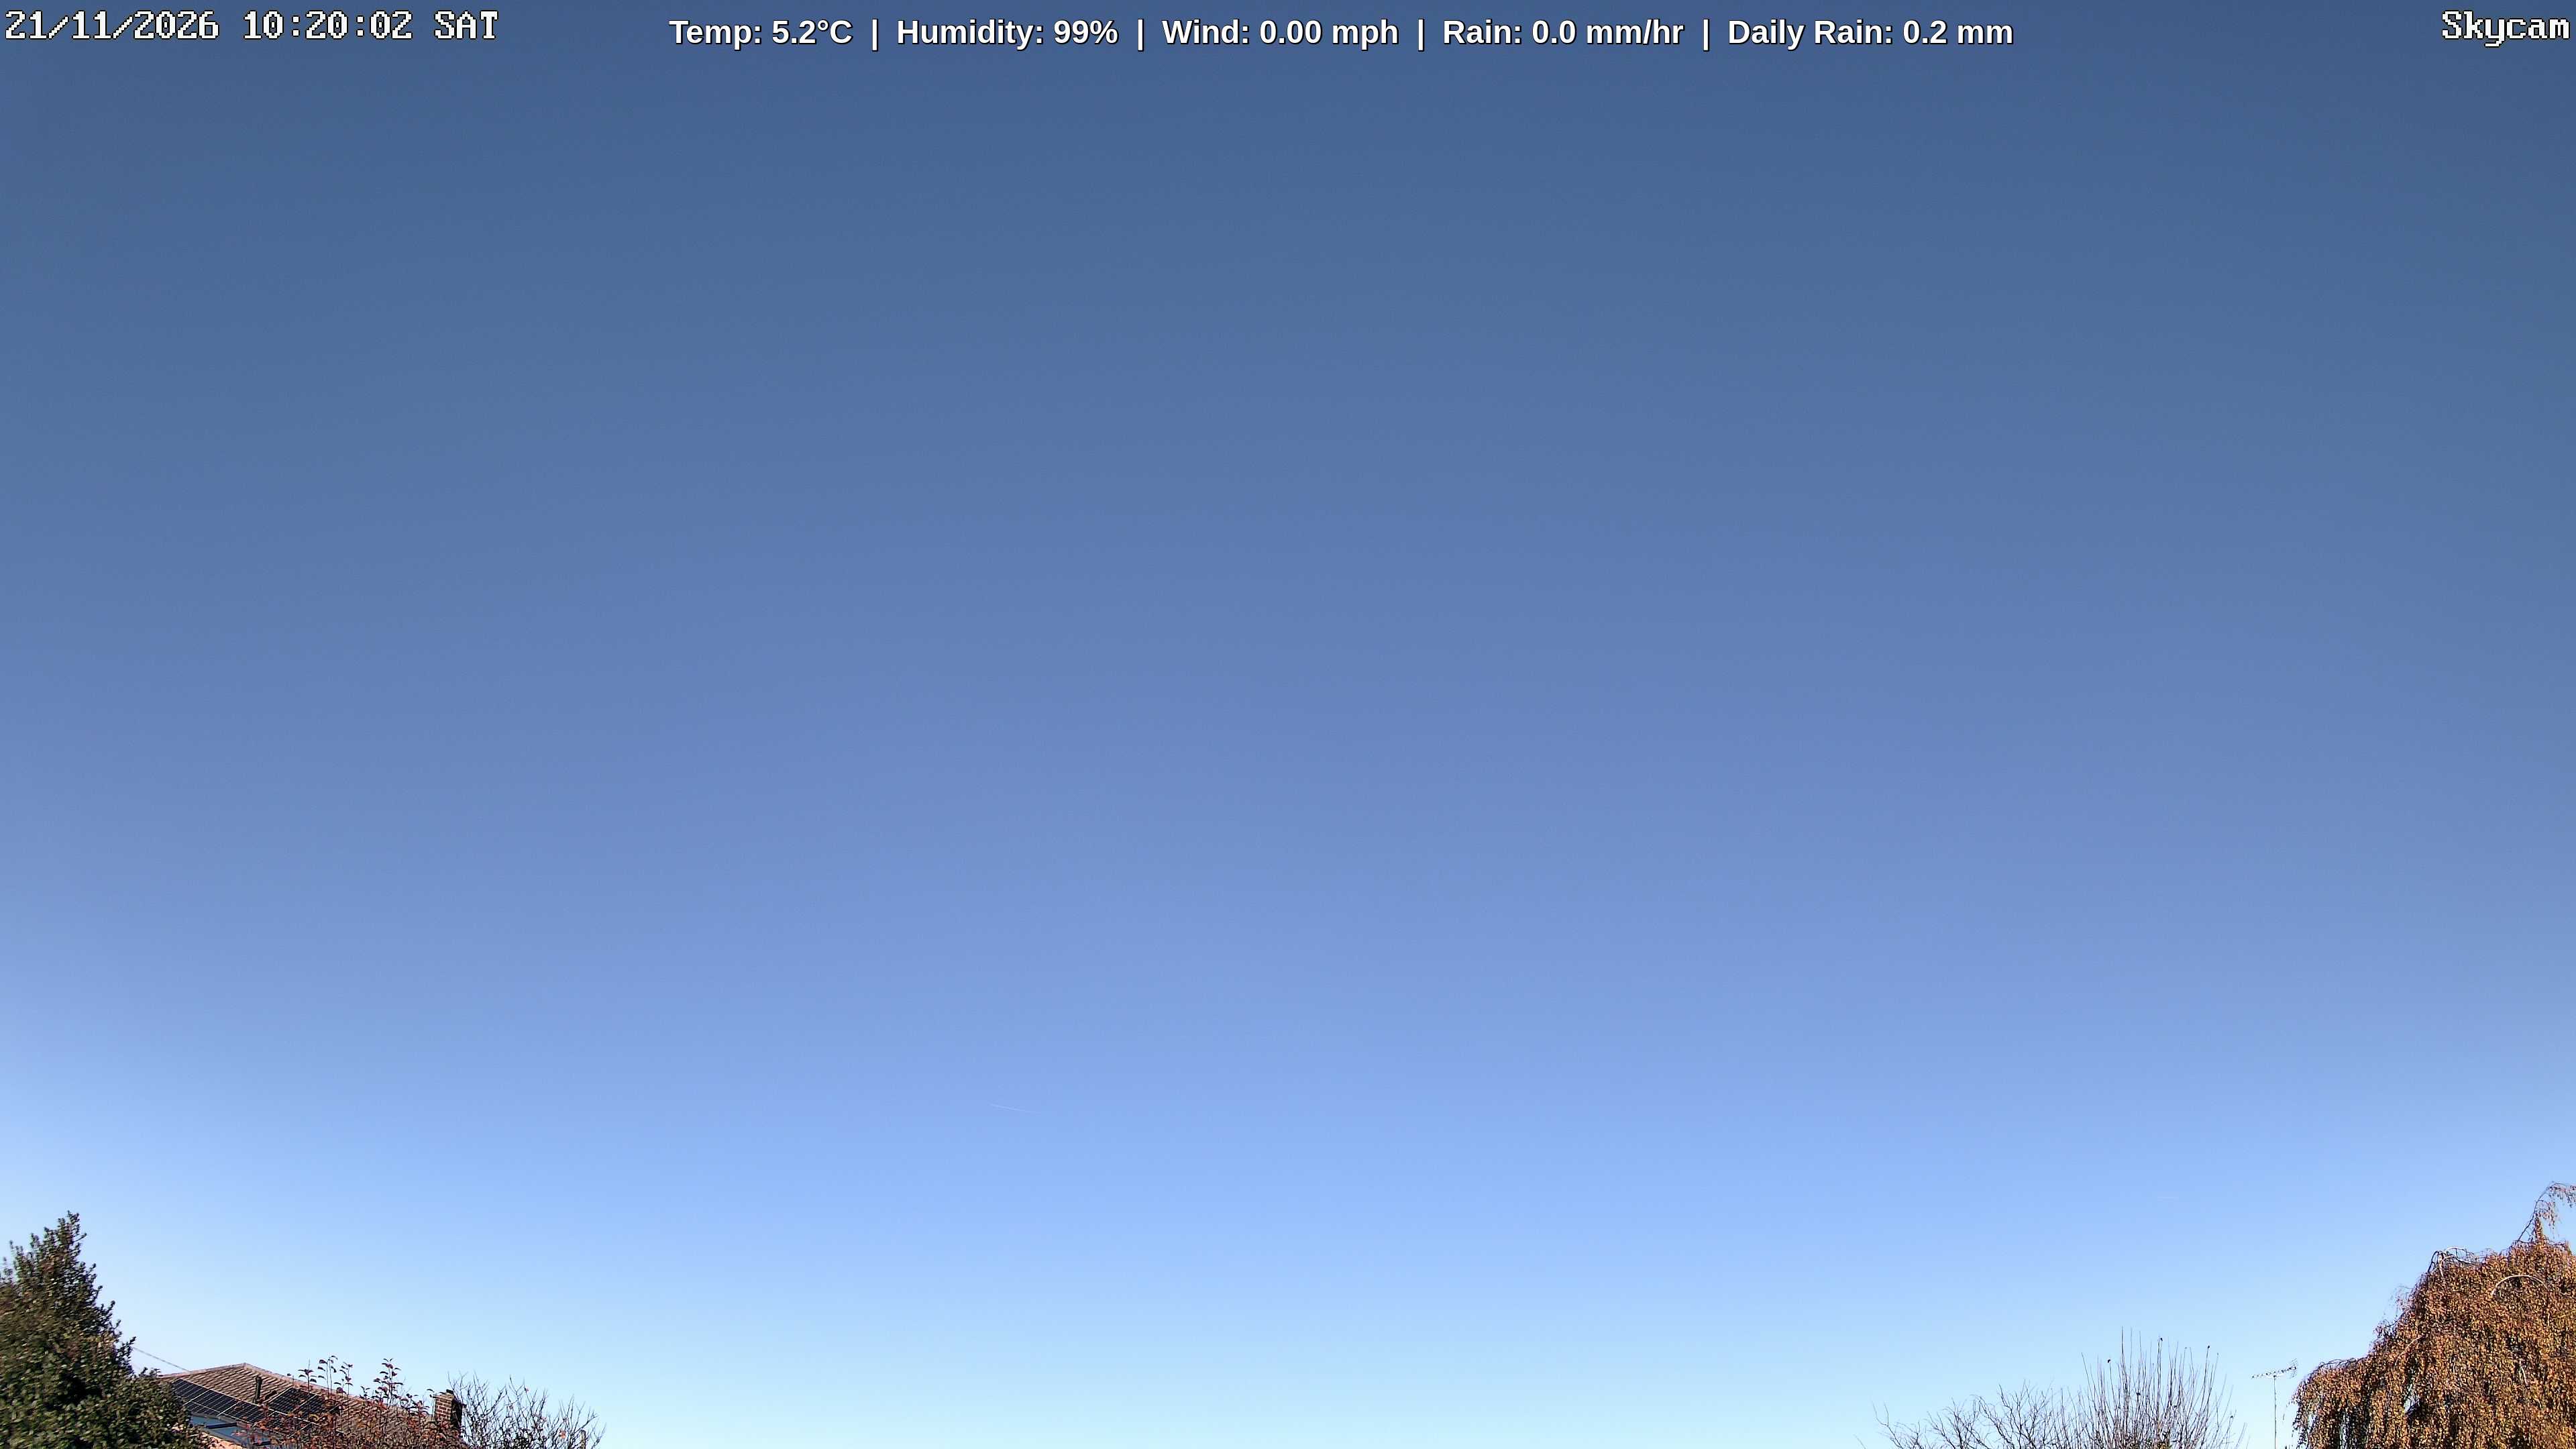 21/11/2026 10:20:02 SAT
Temp: 5.2°C | Humidity: 99% | Wind: 0.00 mph | Rain: 0.0 mm/hr | Daily Rain: 0.2 mm
Skycam